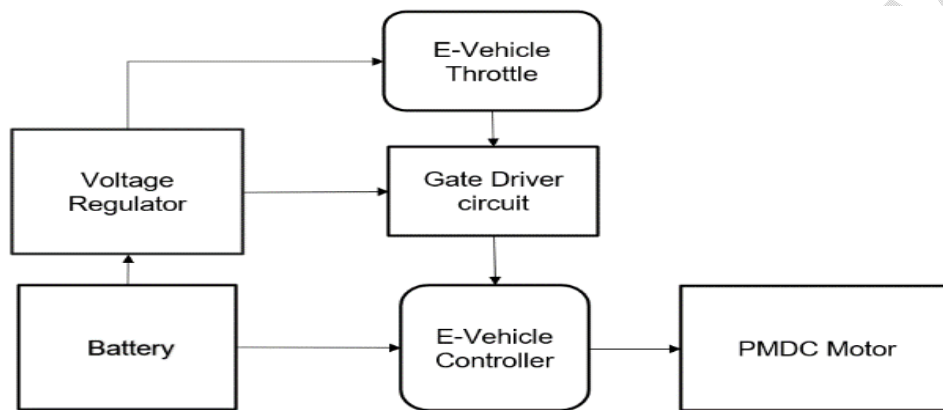 E-Vehicle
Throttle
Voltage
Regulator
Gate Driver
circuit
Battery
E-Vehicle
Controller
PMDC Motor